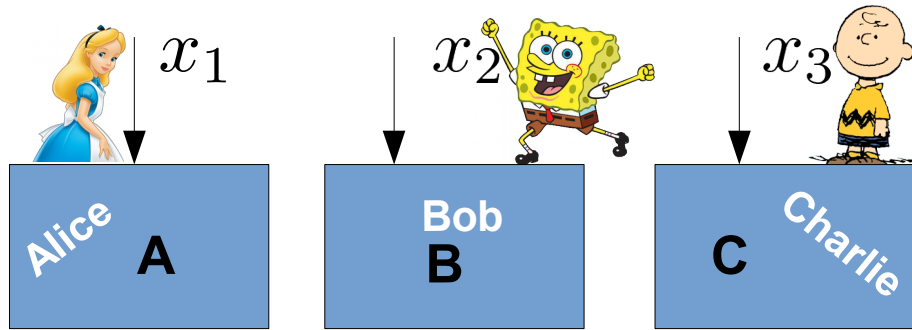 x₁ x₂ x₃
Alice Bob Charlie
A B C